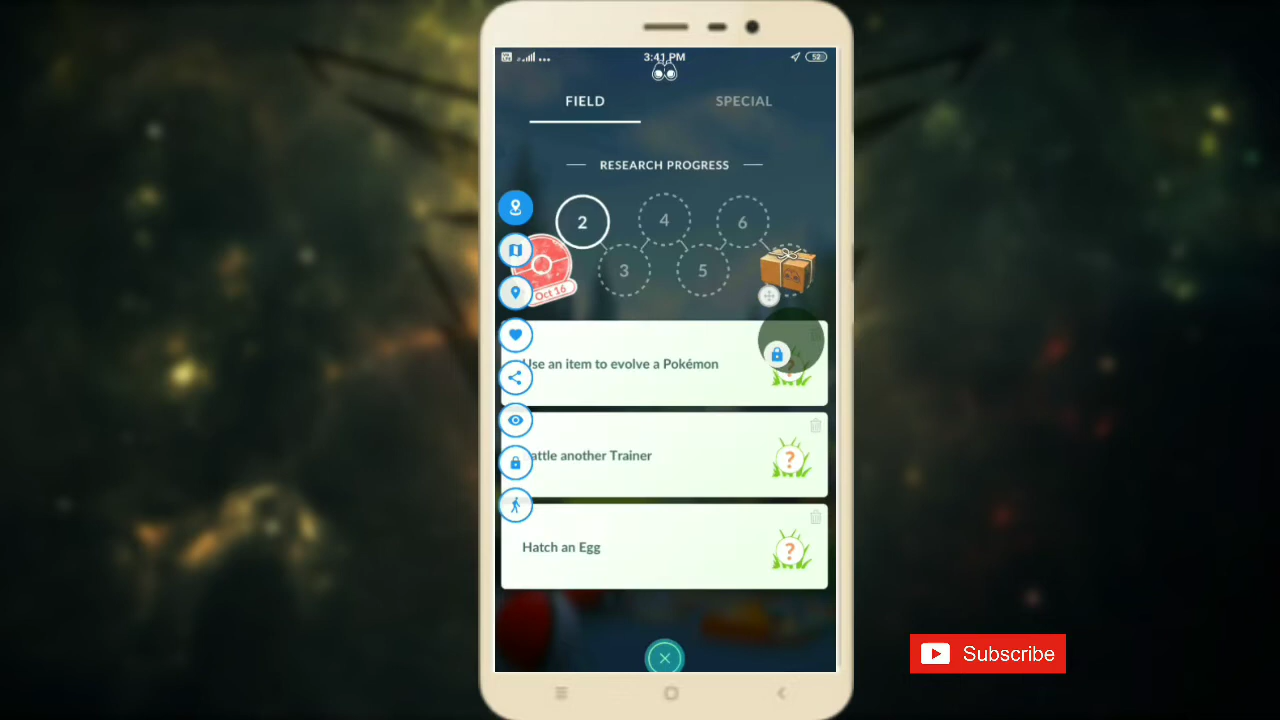 3:41 PM
52
FIELD
SPECIAL
RESEARCH PROGRESS
2
4
6
3
5
Oct 16
Use an item to evolve a Pokémon
?
attle another Trainer
?
Hatch an Egg
?
Subscribe